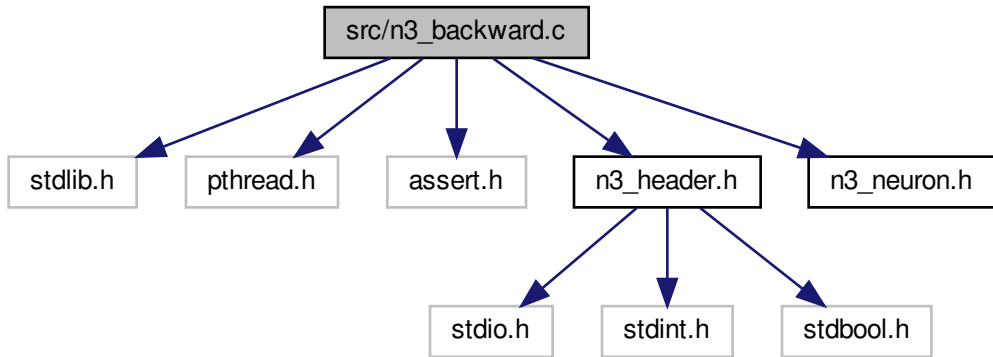 src/n3_backward.c
stdlib.h
pthread.h
assert.h
n3_header.h
n3_neuron.h
stdio.h
stdint.h
stdbool.h